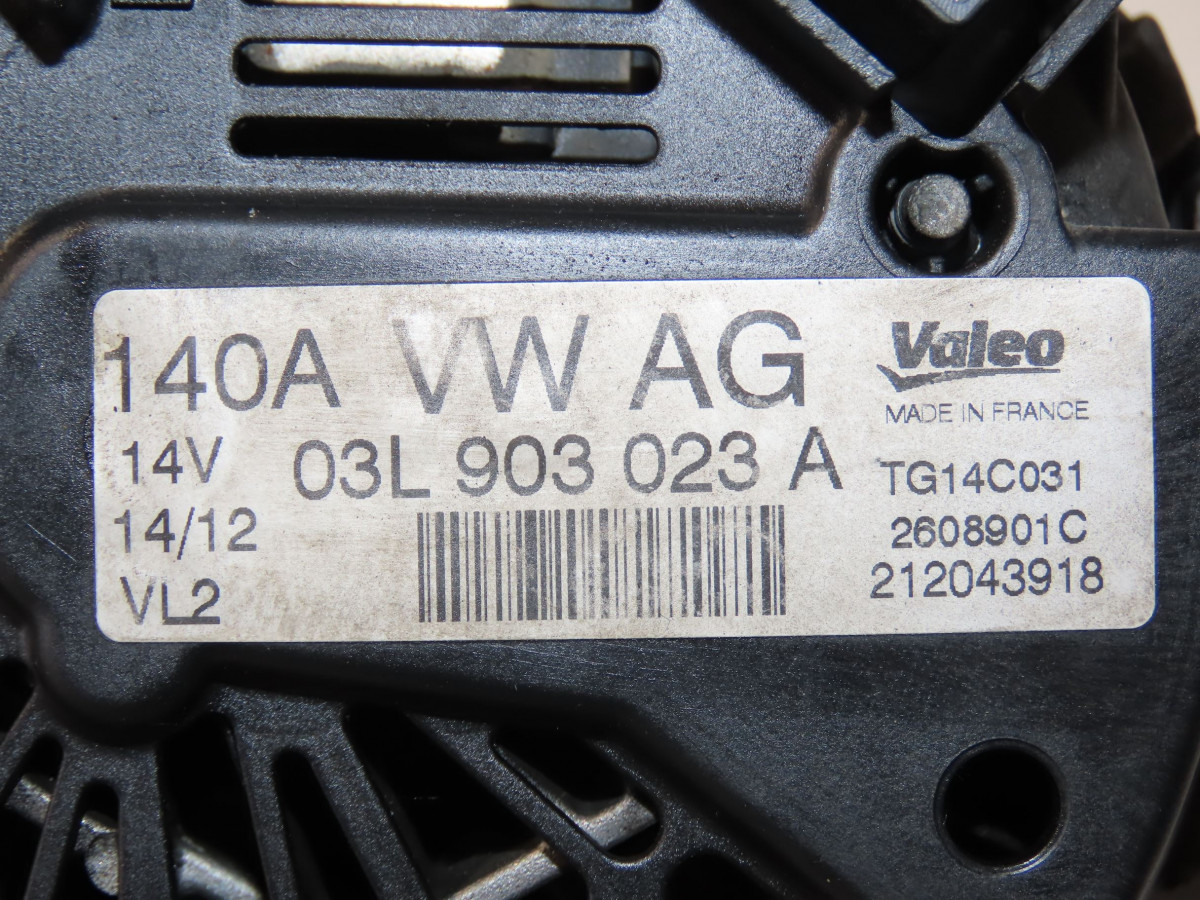 140A VW AG
14V 03L 903 023 A
14/12
VL2
Valeo
MADE IN FRANCE
TG14C031
2608901C
212043918